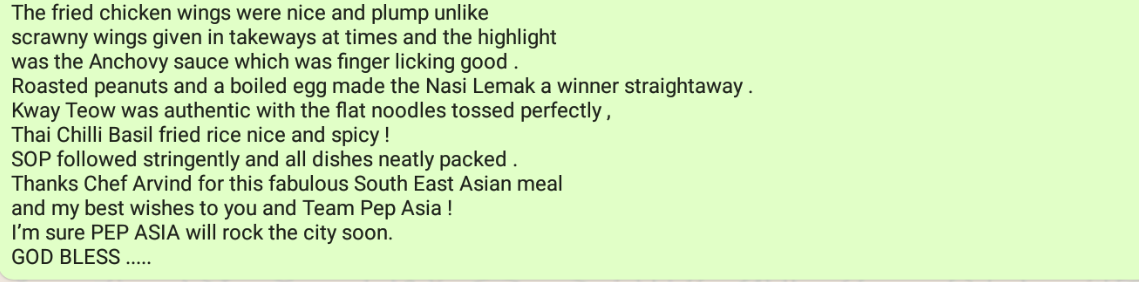 The fried chicken wings were nice and plump unlike
scrawny wings given in takeways at times and the highlight
was the Anchovy sauce which was finger licking good .
Roasted peanuts and a boiled egg made the Nasi Lemak a winner straightaway .
Kway Teow was authentic with the flat noodles tossed perfectly ,
Thai Chilli Basil fried rice nice and spicy !
SOP followed stringently and all dishes neatly packed .
Thanks Chef Arvind for this fabulous South East Asian meal
and my best wishes to you and Team Pep Asia !
I’m sure PEP ASIA will rock the city soon.
GOD BLESS .....